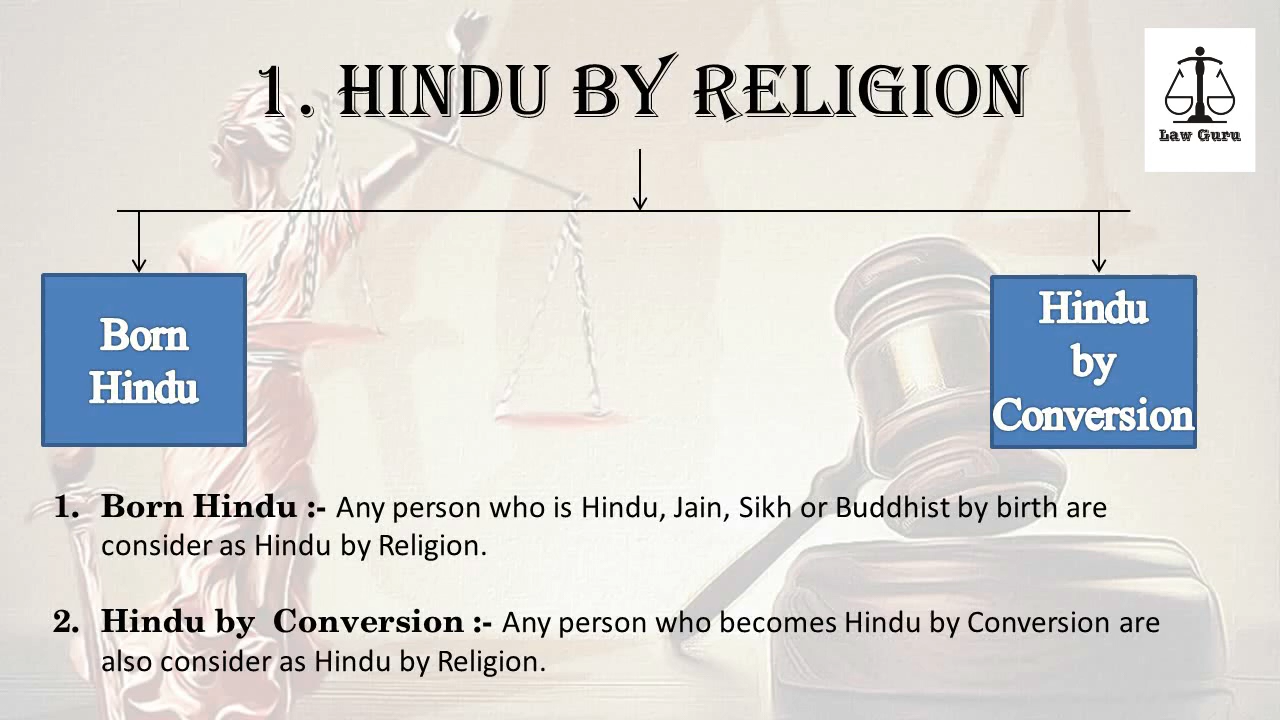 1. HINDU BY RELIGION
Law Guru
Born
Hindu
Hindu
by
Conversion
1. Born Hindu :- Any person who is Hindu, Jain, Sikh or Buddhist by birth are
consider as Hindu by Religion.
2. Hindu by Conversion :- Any person who becomes Hindu by Conversion are
also consider as Hindu by Religion.